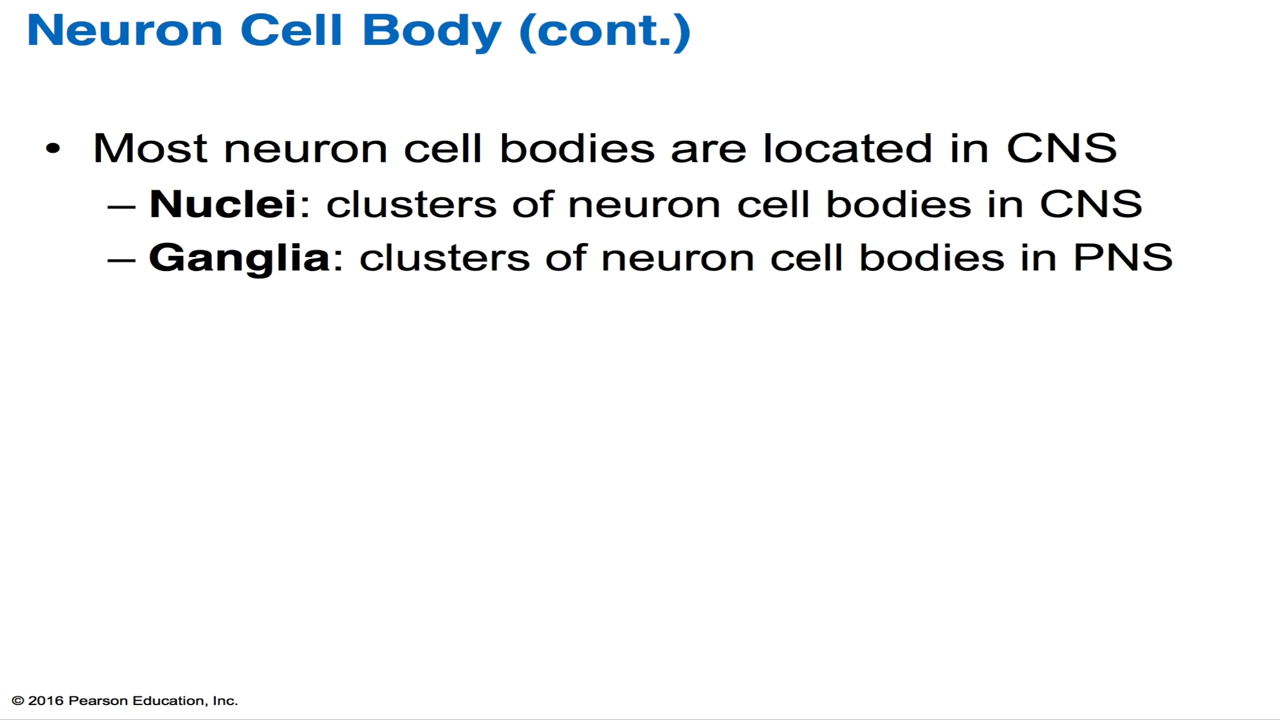 Neuron Cell Body (cont.)
• Most neuron cell bodies are located in CNS
– Nuclei: clusters of neuron cell bodies in CNS
– Ganglia: clusters of neuron cell bodies in PNS
© 2016 Pearson Education, Inc.